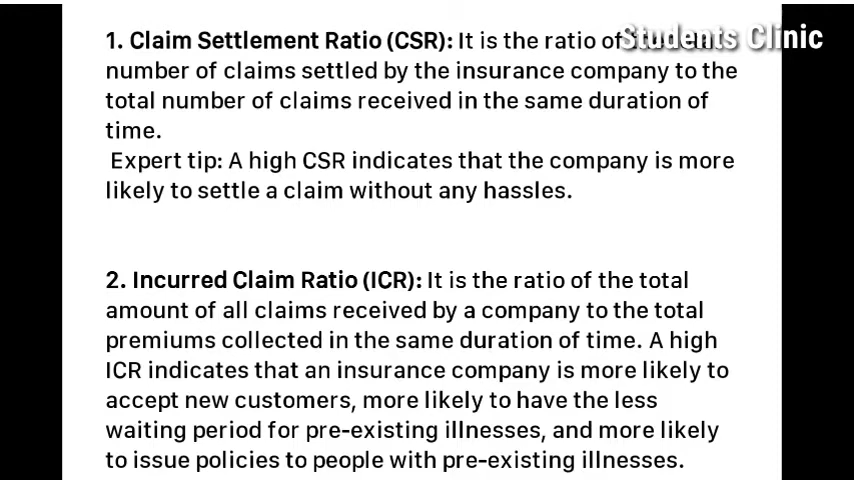 1. Claim Settlement Ratio (CSR): It is the ratio of
Students Clinic
number of claims settled by the insurance company to the
total number of claims received in the same duration of
time.
Expert tip: A high CSR indicates that the company is more
likely to settle a claim without any hassles.
2. Incurred Claim Ratio (ICR): It is the ratio of the total
amount of all claims received by a company to the total
premiums collected in the same duration of time. A high
ICR indicates that an insurance company is more likely to
accept new customers, more likely to have the less
waiting period for pre-existing illnesses, and more likely
to issue policies to people with pre-existing illnesses.